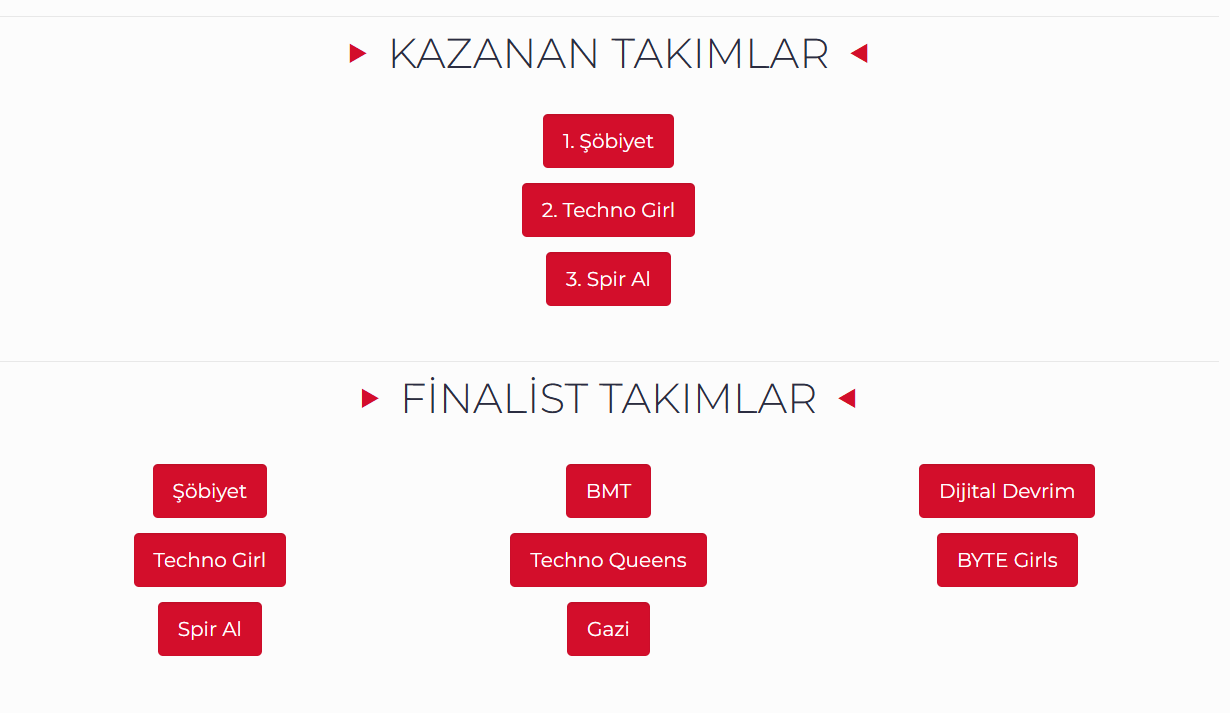 KAZANAN TAKIMLAR
1. Şöbiyet
2. Techno Girl
3. Spir Al
FİNALİST TAKIMLAR
Şöbiyet
Techno Girl
Spir Al
BMT
Techno Queens
Gazi
Dijital Devrim
BYTE Girls